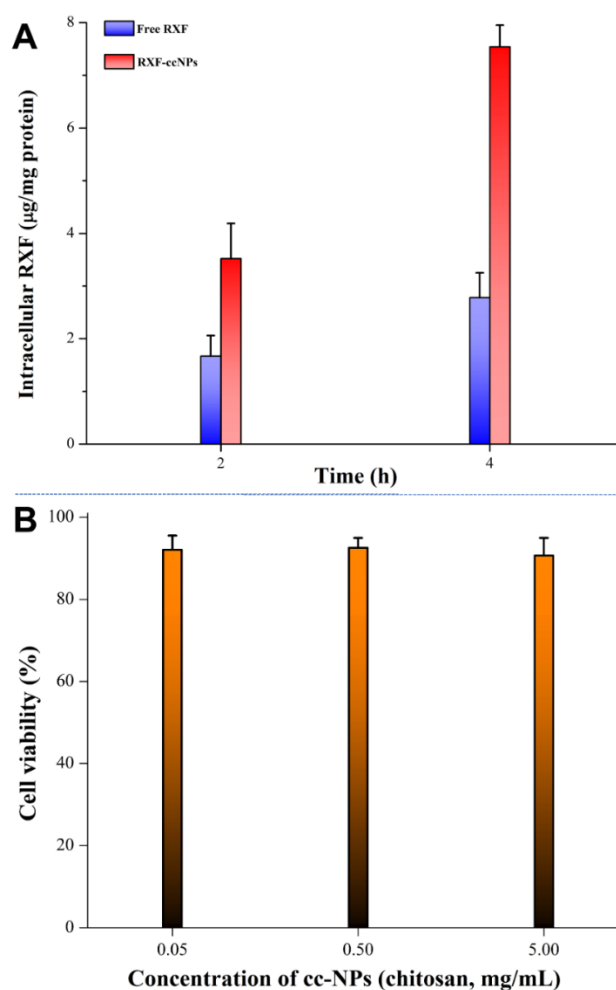 A
Free RXF
RXF-ccNPs
Intracellular RXF (µg/mg protein)
8
6
4
2
0
2 4
Time (h)
B
Cell viability (%)
100
80
60
40
20
0
0.05 0.50 5.00
Concentration of cc-NPs (chitosan, mg/mL)